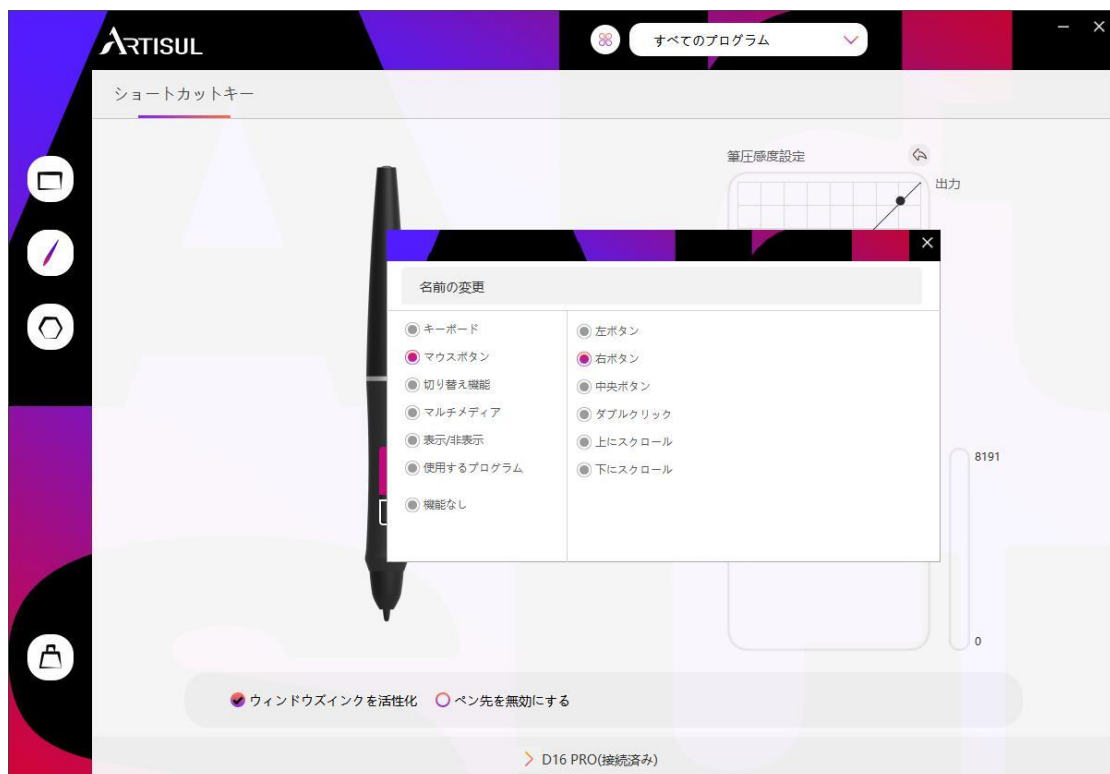 ARTISUL
すべてのプログラム
ショートカットキー
筆圧感度設定
出力
名前の変更
キーボード
マウスボタン
切り替え機能
マルチメディア
表示/非表示
使用するプログラム
機能なし
左ボタン
右ボタン
中央ボタン
ダブルクリック
上にスクロール
下にスクロール
8191
0
ウィンドウズインクを活性化
ペン先を無効にする
D16 PRO(接続済み)